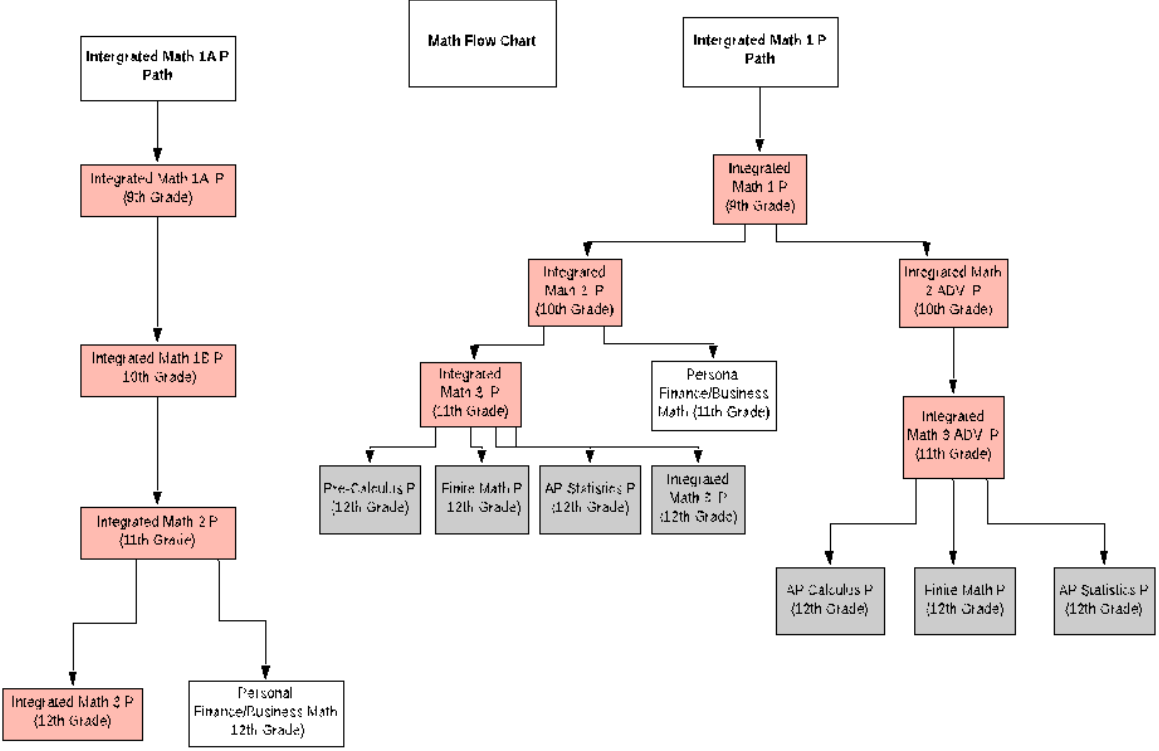 Intergrated Math 1A P
Path
Math Flow Chart
Intergrated Math 1 P
Path
Integrated Math 1A P
(9th Grade)
Integrated
Math 1 P
(9th Grade)
Integrated
Math 2 P
(10th Grade)
Integrated Math
2 ADV. P
(10th Grade)
Integrated Math 1B P
10th Grade)
Integrated
Math 3 P
(11th Grade)
Persona
Finance/Business
Math (11th Grade)
Integrated
Math 3 ADV. P
(11th Grade)
Pre-Calculus P
(12th Grade)
Finite Math P
12th Grade)
AP Statistics P
(12th Grade)
Integrated
Math P
(12th Grade)
Integrated Math 2 P
(11th Grade)
AP Calculus P
(12th Grade)
Finite Math P
(12th Grade)
AP Statistics P
(12th Grade)
Integrated Math 3 P
(12th Grade)
Personal
Finance/Business Math
12th Grade)